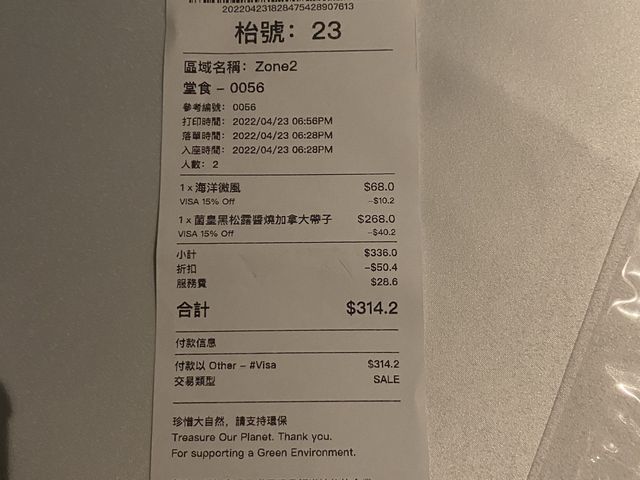 202204231828475428907613
枱號： 23
區域名稱： Zone2
堂食 – 0056
參考編號： 0056
打印時間： 2022/04/23 06:56PM
落單時間： 2022/04/23 06:28PM
入座時間： 2022/04/23 06:28PM
人數： 2
1 x 海洋微風 $68.0
VISA 15% Off –$10.2
1 x 菌皇黑松露醬燒加拿大帶子 $268.0
VISA 15% Off –$40.2
小計 $336.0
折扣 –$50.4
服務費 $28.6
合計 $314.2
付款信息
付款以 Other – #Visa $314.2
交易類型 SALE
珍惜大自然，請支持環保
Treasure Our Planet. Thank you.
For supporting a Green Environment.